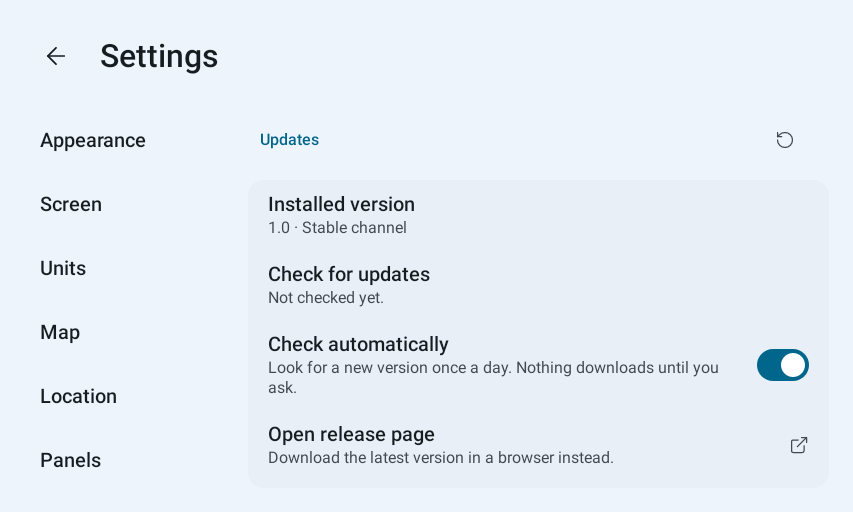 Settings
Appearance
Screen
Units
Map
Location
Panels
Updates
Installed version
1.0 · Stable channel
Check for updates
Not checked yet.
Check automatically
Look for a new version once a day. Nothing downloads until you
ask.
Open release page
Download the latest version in a browser instead.